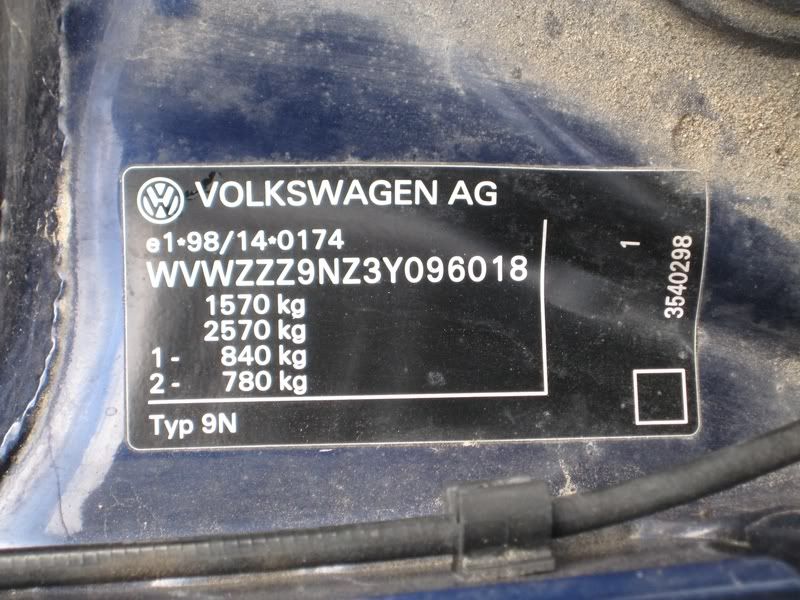 VOLKSWAGEN AG
e1*98/14*0174
WVWZZZ9NZ3Y096018
1570 kg
2570 kg
1 - 840 kg
2 - 780 kg
Typ 9N
1
3540298